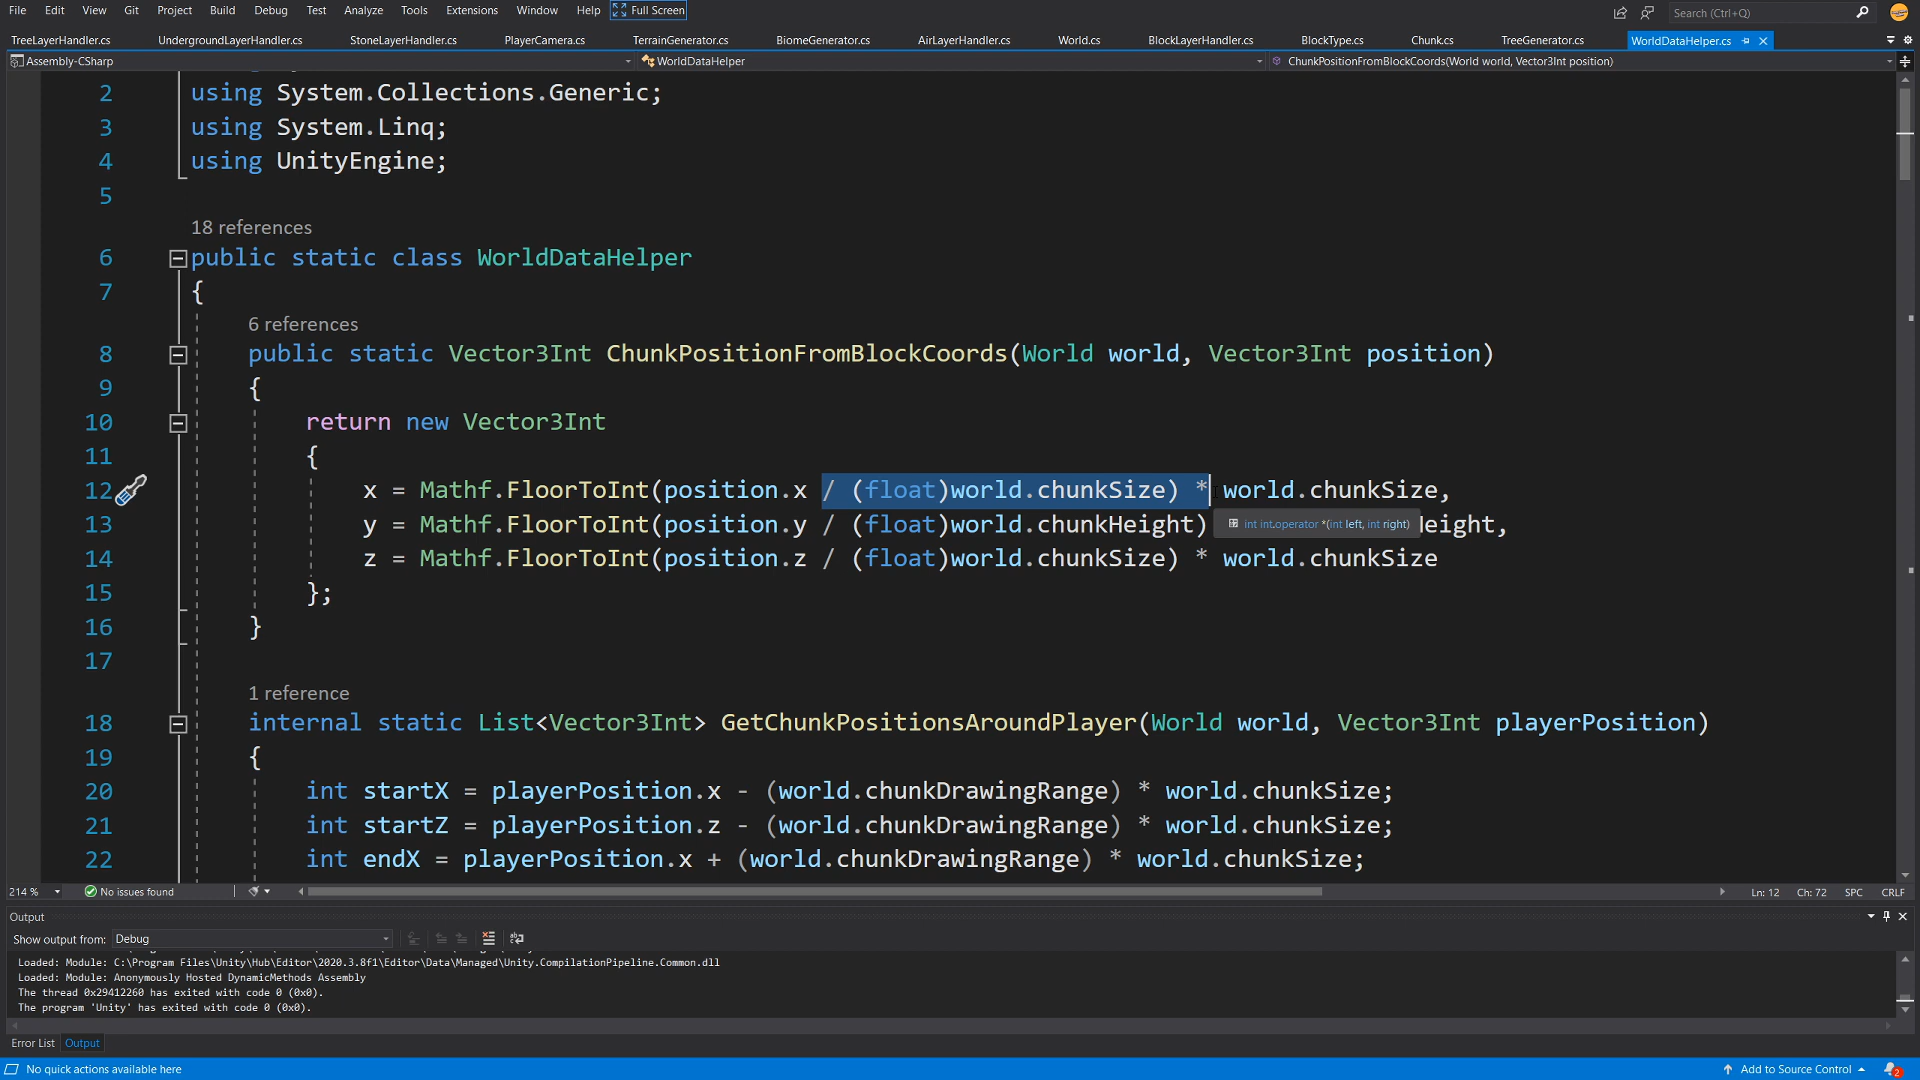 File Edit View Git Project Build Debug Test Analyze Tools Extensions Window Help Full Screen Search (Ctrl+Q)
TreeLayerHandler.cs UndergroundLayerHandler.cs StoneLayerHandler.cs PlayerCamera.cs TerrainGenerator.cs BiomeGenerator.cs AirLayerHandler.cs World.cs BlockLayerHandler.cs BlockType.cs Chunk.cs TreeGenerator.cs WorldDataHelper.cs
Assembly-CSharp WorldDataHelper ChunkPositionFromBlockCoords(World world, Vector3Int position)
2 using System.Collections.Generic;
3 using System.Linq;
4 using UnityEngine;
5
18 references
6 public static class WorldDataHelper
7 {
6 references
8 public static Vector3Int ChunkPositionFromBlockCoords(World world, Vector3Int position)
9 {
10 return new Vector3Int
11 {
12 x = Mathf.FloorToInt(position.x / (float)world.chunkSize) * world.chunkSize,
13 y = Mathf.FloorToInt(position.y / (float)world.chunkHeight) int int.operator *(int left, int right) Height,
14 z = Mathf.FloorToInt(position.z / (float)world.chunkSize) * world.chunkSize
15 };
16 }
17
1 reference
18 internal static List<Vector3Int> GetChunkPositionsAroundPlayer(World world, Vector3Int playerPosition)
19 {
20 int startX = playerPosition.x - (world.chunkDrawingRange) * world.chunkSize;
21 int startZ = playerPosition.z - (world.chunkDrawingRange) * world.chunkSize;
22 int endX = playerPosition.x + (world.chunkDrawingRange) * world.chunkSize;
214 % No issues found Ln: 12 Ch: 72 SPC CRLF
Output
Show output from: Debug
Loaded: Module: C:\Program Files\Unity\Hub\Editor\2020.3.8f1\Editor\Data\Managed\Unity.CompilationPipeline.Common.dll
Loaded: Module: Anonymously Hosted DynamicMethods Assembly
The thread 0x29412260 has exited with code 0 (0x0).
The program 'Unity' has exited with code 0 (0x0).
Error List Output
No quick actions available here Add to Source Control 2